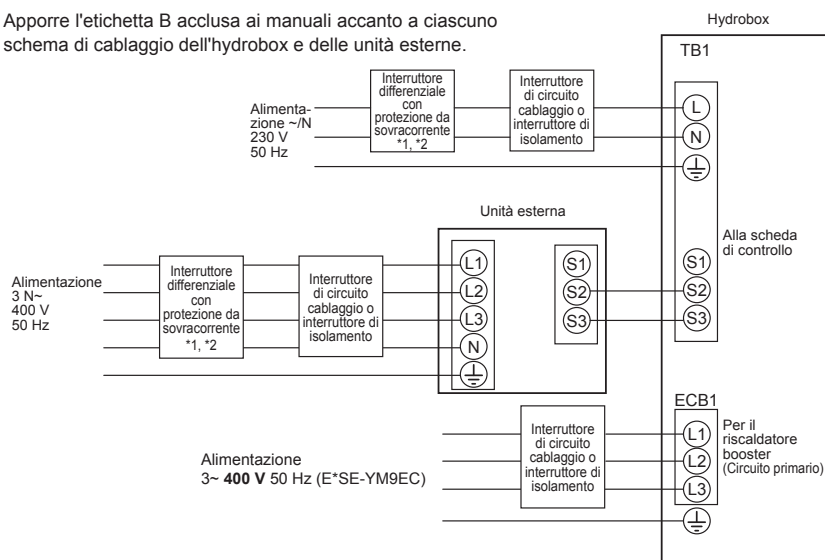 Apporre l'etichetta B acclusa ai manuali accanto a ciascuno
schema di cablaggio dell'hydrobox e delle unità esterne.
Hydrobox
TB1
Alimenta-
zione ~/N
230 V
50 Hz
Interruttore
differenziale
con
protezione da
sovracorrente
*1, *2
Interruttore
di circuito
cablaggio o
interruttore di
isolamento
L
N
Unità esterna
Alla scheda
di controllo
Alimentazione
3 N~
400 V
50 Hz
Interruttore
differenziale
con
protezione da
sovracorrente
*1, *2
Interruttore
di circuito
cablaggio o
interruttore di
isolamento
L1
L2
L3
N
S1
S2
S3
S1
S2
S3
ECB1
Alimentazione
3~ 400 V 50 Hz (E*SE-YM9EC)
Interruttore
di circuito
cablaggio o
interruttore di
isolamento
L1
L2
L3
Per il
riscaldatore
booster
(Circuito primario)